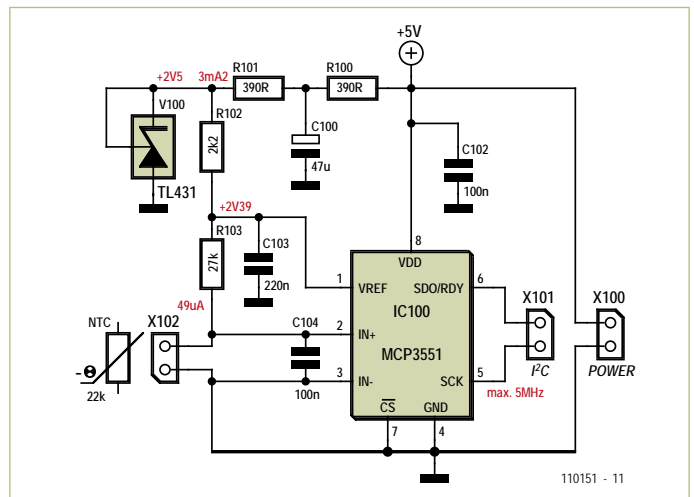 +5V
+2V5
3mA2
R101
390R
R100
390R
V100
TL431
R102
2k2
C100
47u
C102
100n
+2V39
R103
27k
C103
220n
49uA
NTC
22k
X102
C104
100n
8
VDD
1
VREF
SDO/RDY
6
IC100
2
IN+
MCP3551
3
IN-
SCK
5
CS
GND
7
4
max. 5MHz
X101
I²C
X100
POWER
110151 - 11